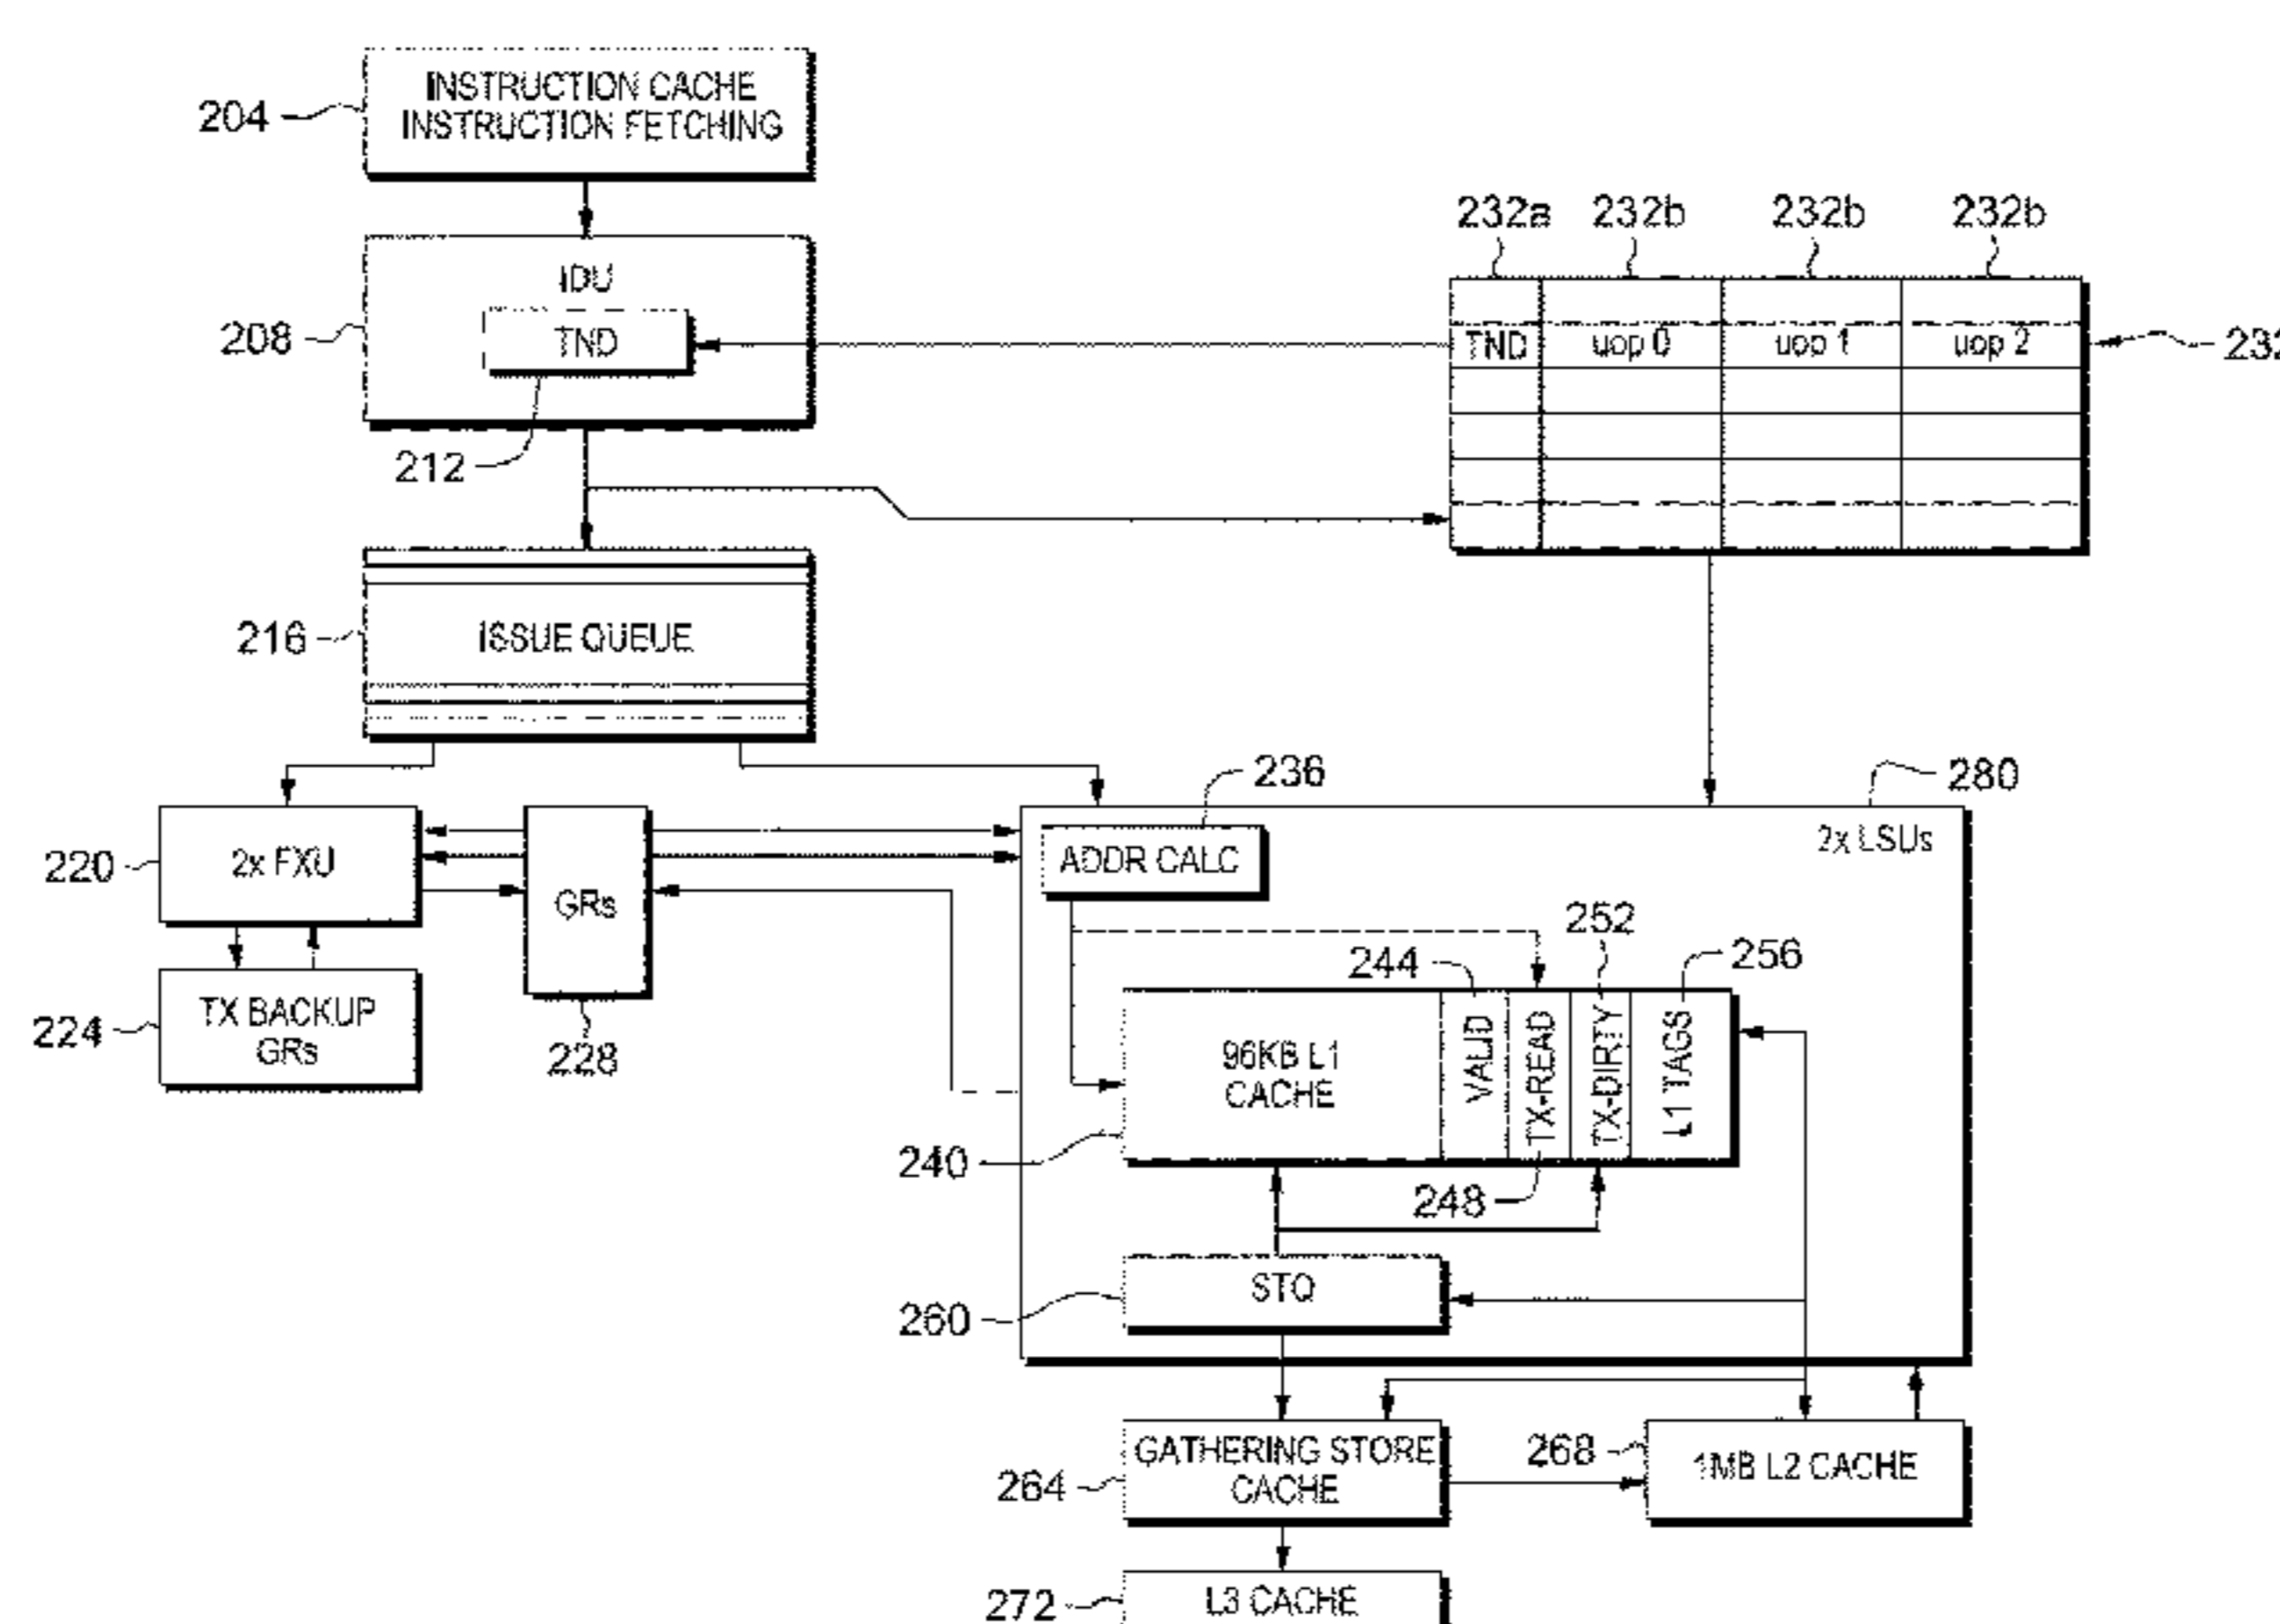 INSTRUCTION CACHE
INSTRUCTION FETCHING
204
232a 232b 232b 232b
IDU
TND
208
212
TND uop 0 uop 1 uop 2
232
ISSUE QUEUE
216
236
280
2x LSUs
2x FXU
220
GRs
228
ADDR CALC
TX BACKUP
GRs
224
252
244
256
96KB L1
CACHE
VALID
TX-READ
TX-DIRTY
L1 TAGS
240
248
STQ
260
GATHERING STORE
CACHE
264
268
1MB L2 CACHE
272
L3 CACHE